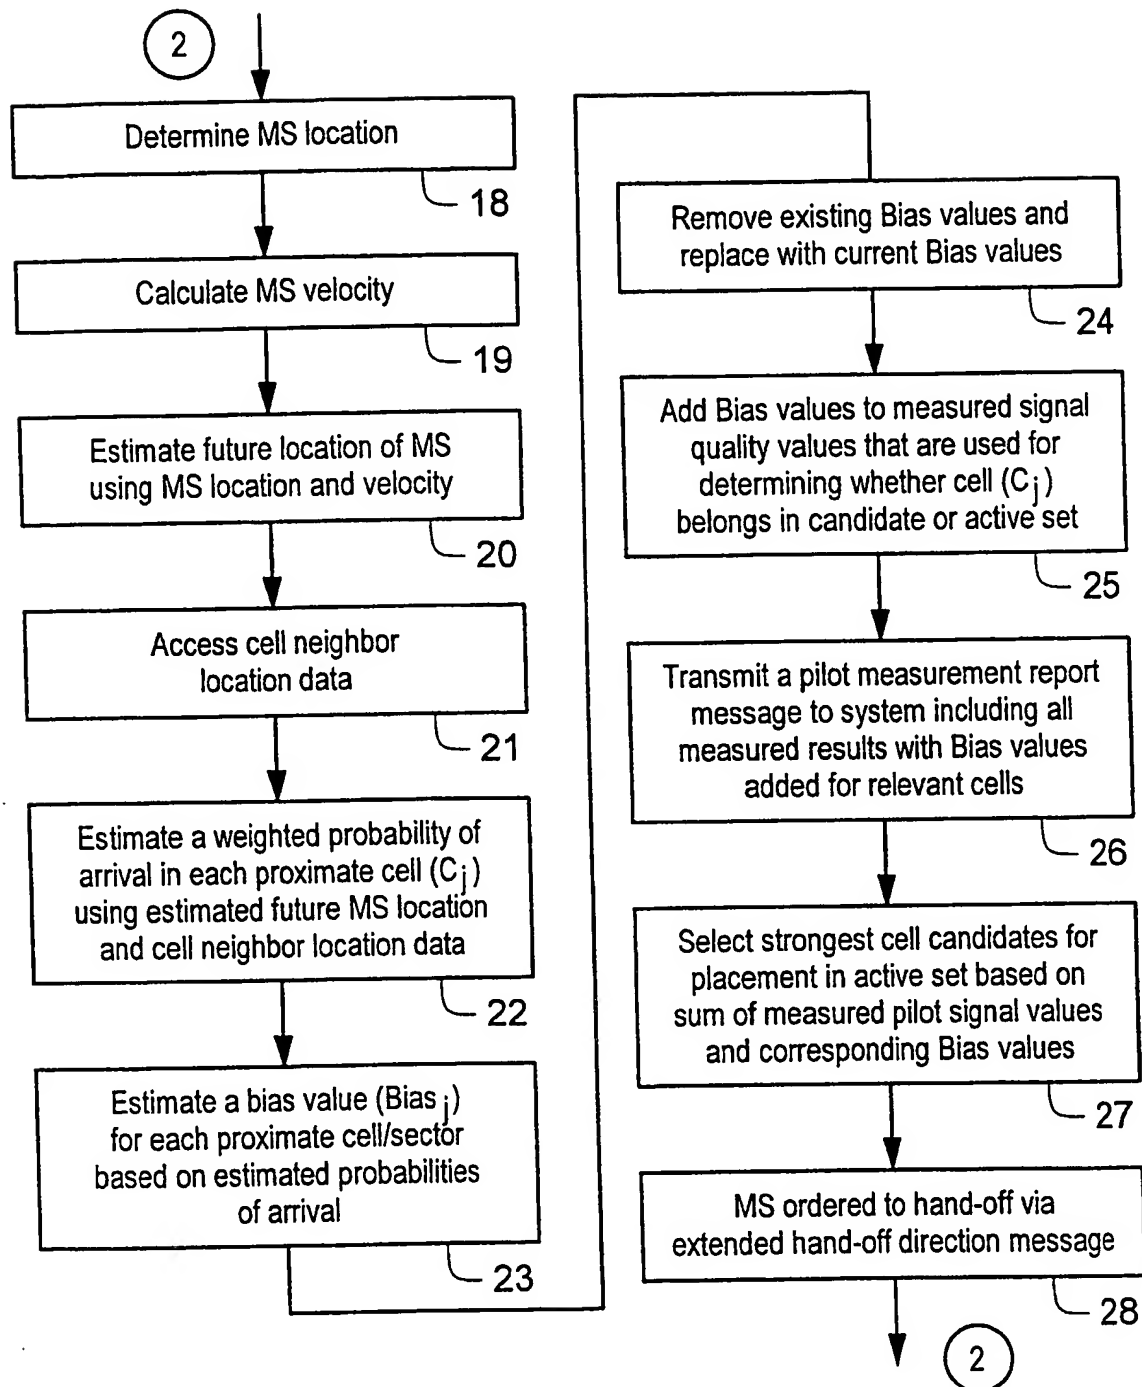 2
Determine MS location
18
Calculate MS velocity
19
Estimate future location of MS
using MS location and velocity
20
Access cell neighbor
location data
21
Estimate a weighted probability of
arrival in each proximate cell (Cj)
using estimated future MS location
and cell neighbor location data
22
Estimate a bias value (Biasj)
for each proximate cell/sector
based on estimated probabilities
of arrival
23
Remove existing Bias values and
replace with current Bias values
24
Add Bias values to measured signal
quality values that are used for
determining whether cell (Cj)
belongs in candidate or active set
25
Transmit a pilot measurement report
message to system including all
measured results with Bias values
added for relevant cells
26
Select strongest cell candidates for
placement in active set based on
sum of measured pilot signal values
and corresponding Bias values
27
MS ordered to hand-off via
extended hand-off direction message
28
2